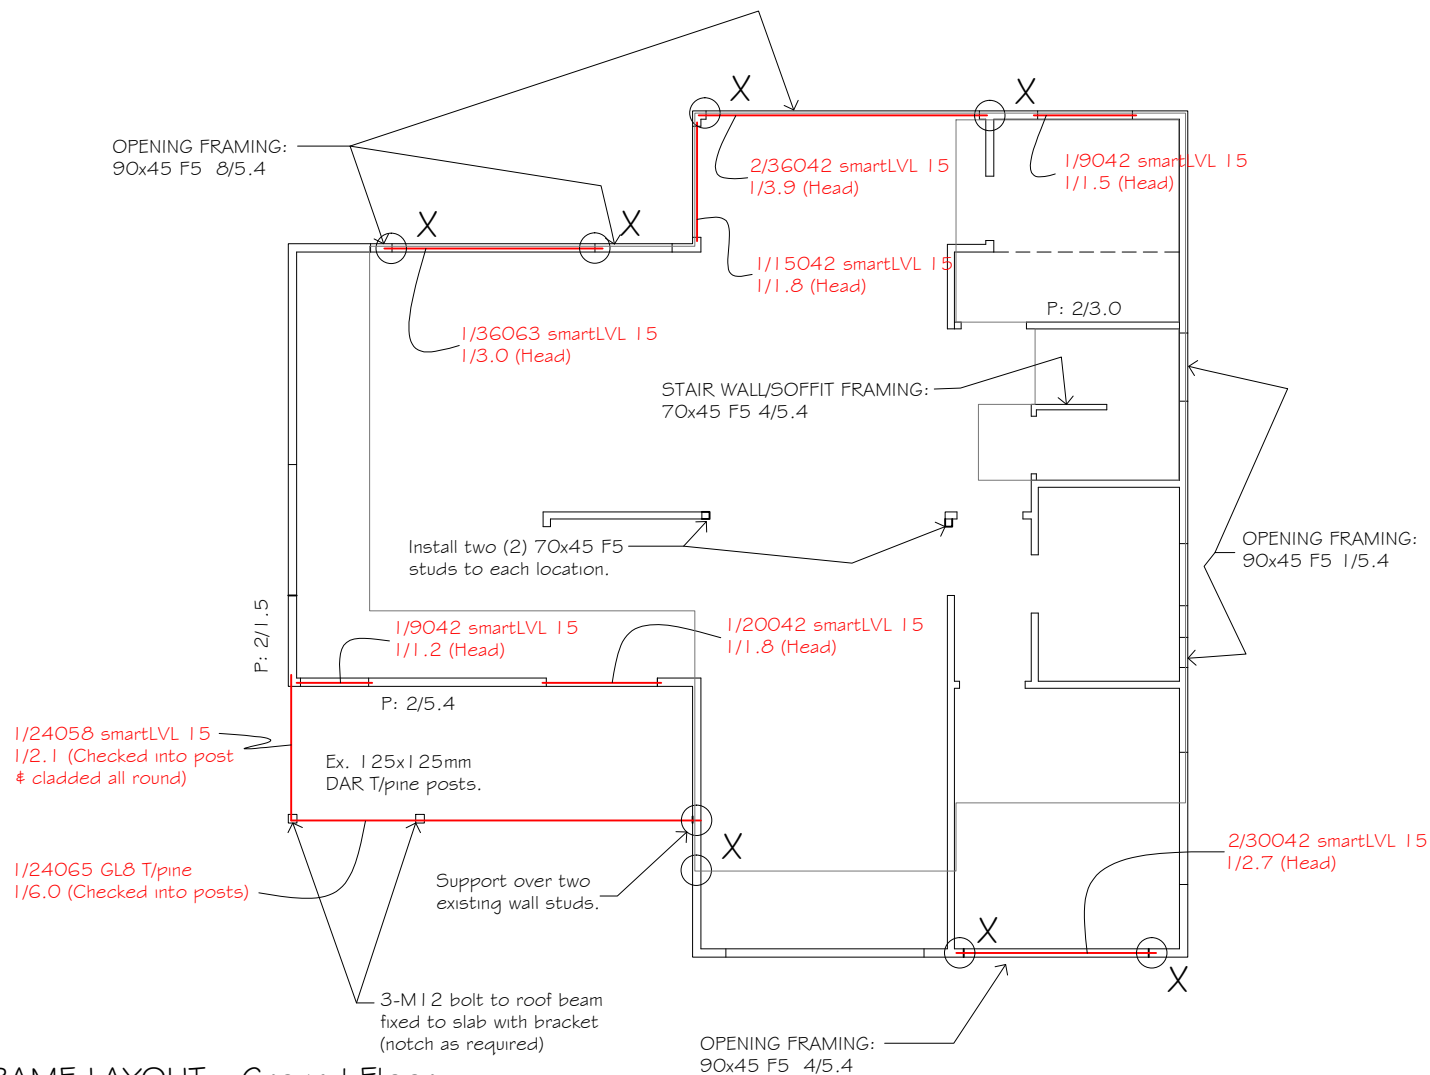 X
X
OPENING FRAMING:
90x45 F5  8/5.4
2/36042 smartLVL 15
1/3.9 (Head)
1/9042 smartLVL 15
1/1.5 (Head)
X
X
1/15042 smartLVL 15
1/1.8 (Head)
P: 2/3.0
1/36063 smartLVL 15
1/3.0 (Head)
STAIR WALL/SOFFIT FRAMING:
70x45 F5 4/5.4
Install two (2) 70x45 F5
studs to each location.
OPENING FRAMING:
90x45 F5 1/5.4
P: 2/1.5
1/9042 smartLVL 15
1/1.2 (Head)
1/20042 smartLVL 15
1/1.8 (Head)
P: 2/5.4
1/24058 smartLVL 15
1/2.1 (Checked into post
& cladded all round)
Ex. 125x125mm
DAR T/pine posts.
1/24065 GL8 T/pine
1/6.0 (Checked into posts)
X
Support over two
existing wall studs.
2/30042 smartLVL 15
1/2.7 (Head)
X
X
3-M12 bolt to roof beam
fixed to slab with bracket
(notch as required)
OPENING FRAMING:
90x45 F5  4/5.4
LAYOUT